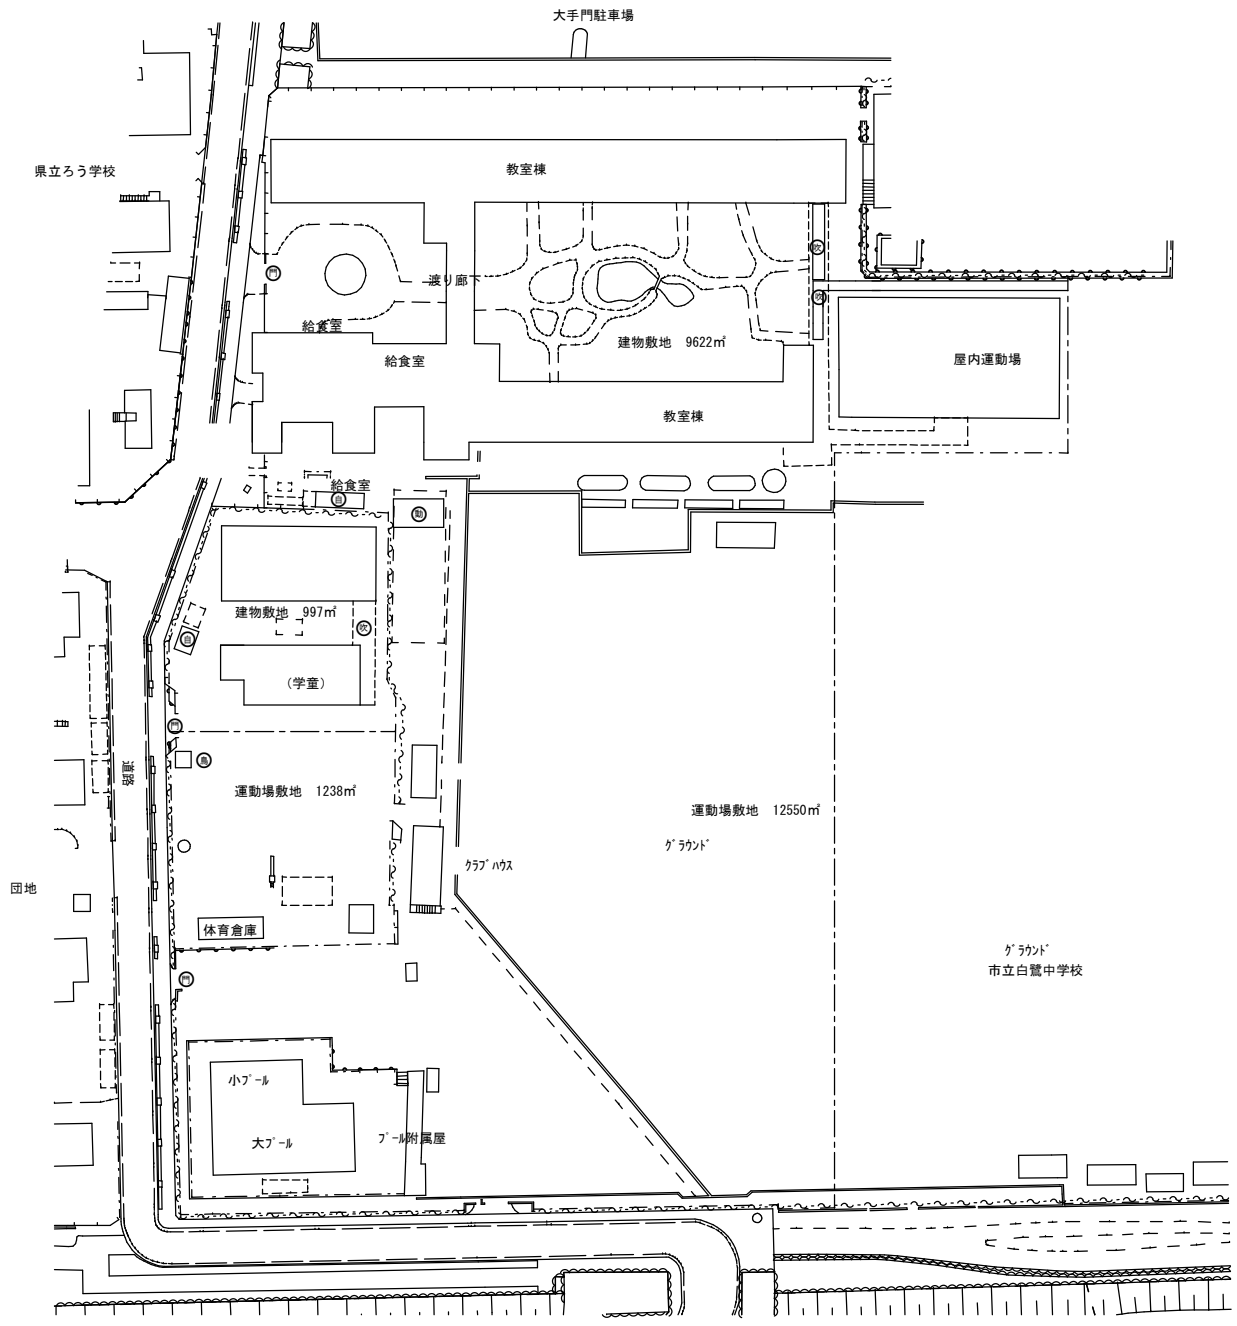 大手門駐車場
県立ろう学校
教室棟
吹
門
渡り廊下
吹
給食室
建物敷地 9622㎡
給食室
屋内運動場
教室棟
給食室
自
動
建物敷地 997㎡
吹
自
(学童)
門
鳥
道路
運動場敷地 1238㎡
運動場敷地 12550㎡
グラウンド
クラブハウス
団地
体育倉庫
グラウンド
市立白鷺中学校
門
小プール
大プール
プール附属屋